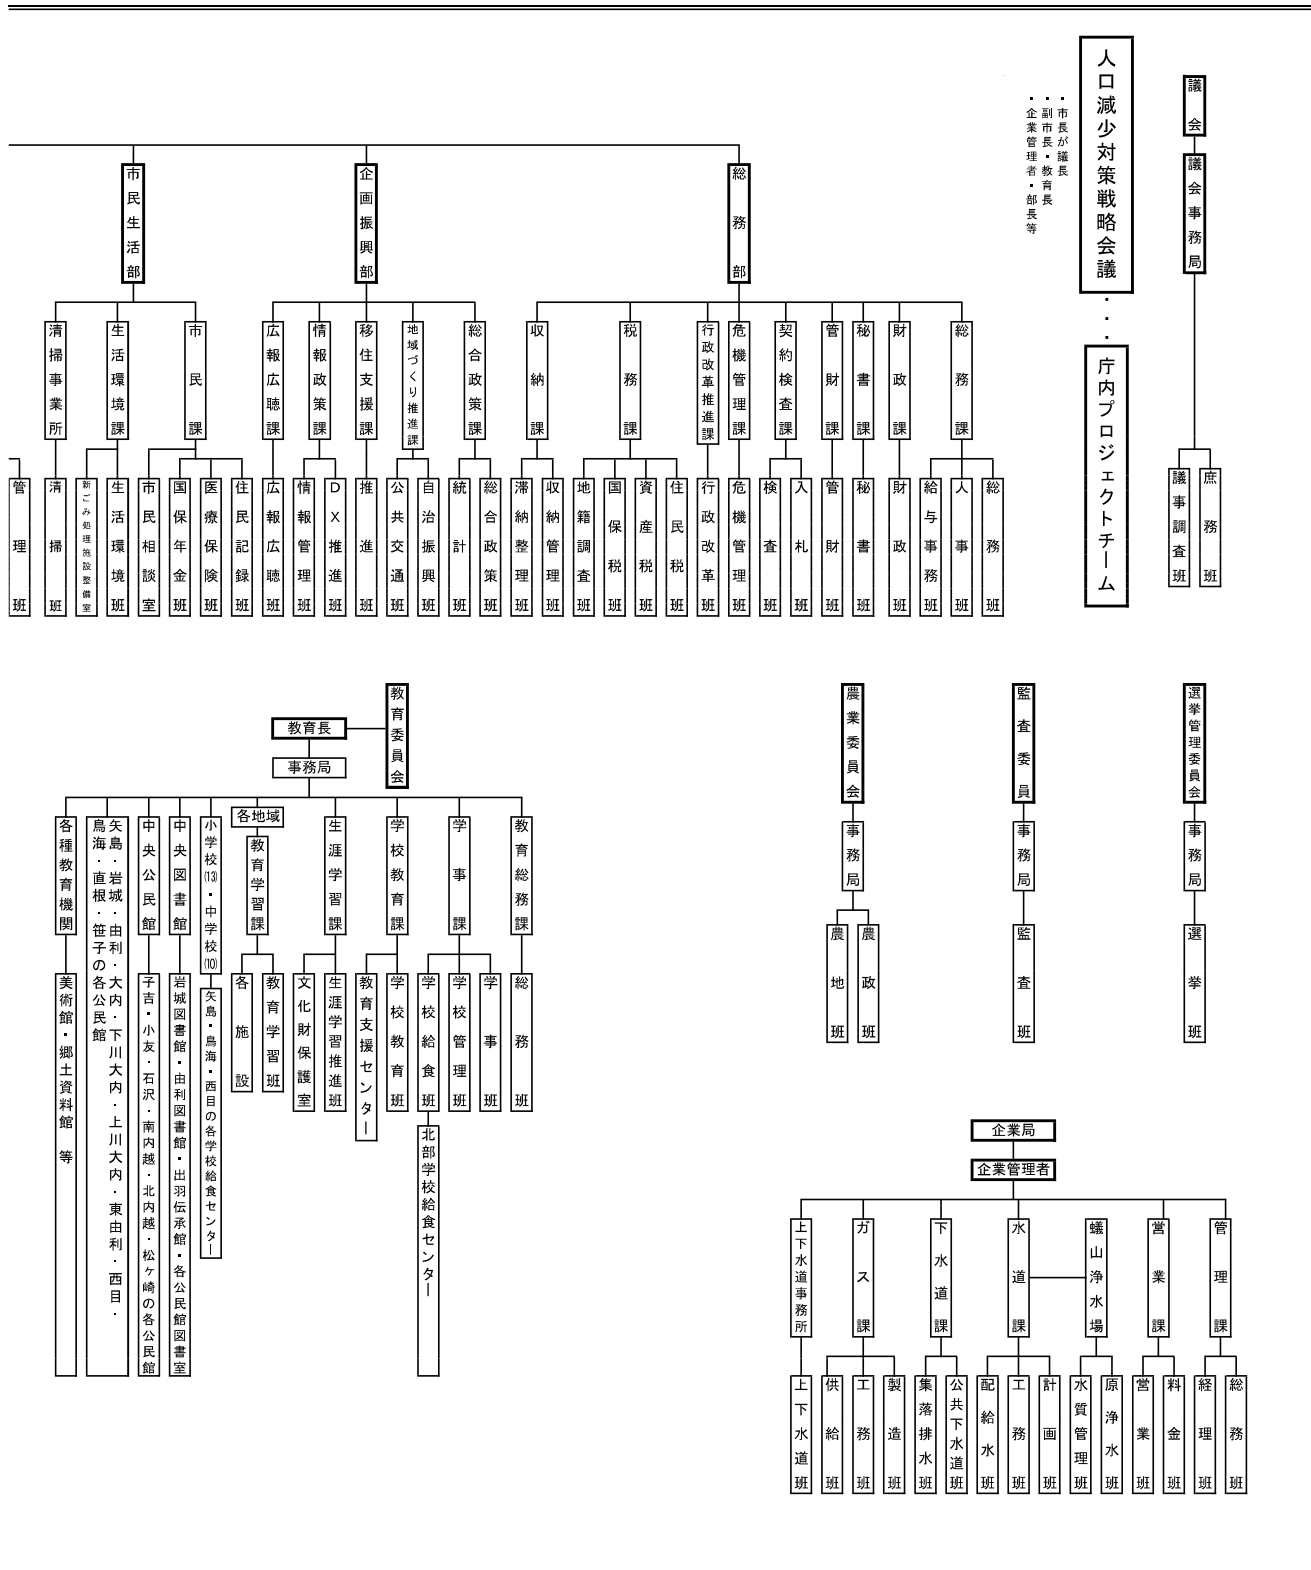 議会
議会事務局
庶務班
議事調査班
人口減少対策戦略会議
・・・
庁内プロジェクトチーム
・市長が議長
・副市長・教育長
・企業管理者・部長等
総務部
総務課
総務班
人事班
給与事務班
財政課
財政班
秘書課
秘書班
管財課
管財班
契約検査課
入札班
検査班
危機管理課
危機管理班
行政改革推進課
行政改革班
税務課
住民税班
資産税班
国保税班
地籍調査班
収納課
収納管理班
滞納整理班
企画振興部
総合政策課
総合政策班
統計班
地域づくり推進課
自治振興班
公共交通班
移住支援課
推進班
情報政策課
DX推進班
情報管理班
広報広聴課
広報広聴班
市民生活部
市民課
住民記録班
医療保険班
国保年金班
市民相談室
生活環境課
生活環境班
新ごみ処理施設整備室
清掃事業所
清掃班
管理班
選挙管理委員会
事務局
選挙班
監査委員
事務局
監査班
農業委員会
事務局
農政班
農地班
教育委員会
教育長
事務局
教育総務課
総務班
学事課
学事班
学校管理班
学校給食班
北部学校給食センター
学校教育課
学校教育班
教育支援センター
生涯学習課
生涯学習推進班
文化財保護室
各地域
教育学習課
教育学習班
各施設
小学校(13)・中学校(10)
矢島・鳥海・西目の各学校給食センター
中央図書館
岩城図書館・由利図書館・出羽伝承館・各公民館図書室
中央公民館
子吉・小友・石沢・南内越・北内越・松ヶ崎の各公民館
矢島・岩城・由利・大内・下川大内・上川大内・東由利・西目・
鳥海・直根・笹子の各公民館
各種教育機関
美術館・郷土資料館　等
企業局
企業管理者
管理課
総務班
経理班
営業課
料金班
営業班
蟻山浄水場
原浄水班
水質管理班
水道課
計画班
工務班
配給水班
下水道課
公共下水道班
集落排水班
ガス課
製造班
工務班
供給班
上下水道事務所
上下水道班